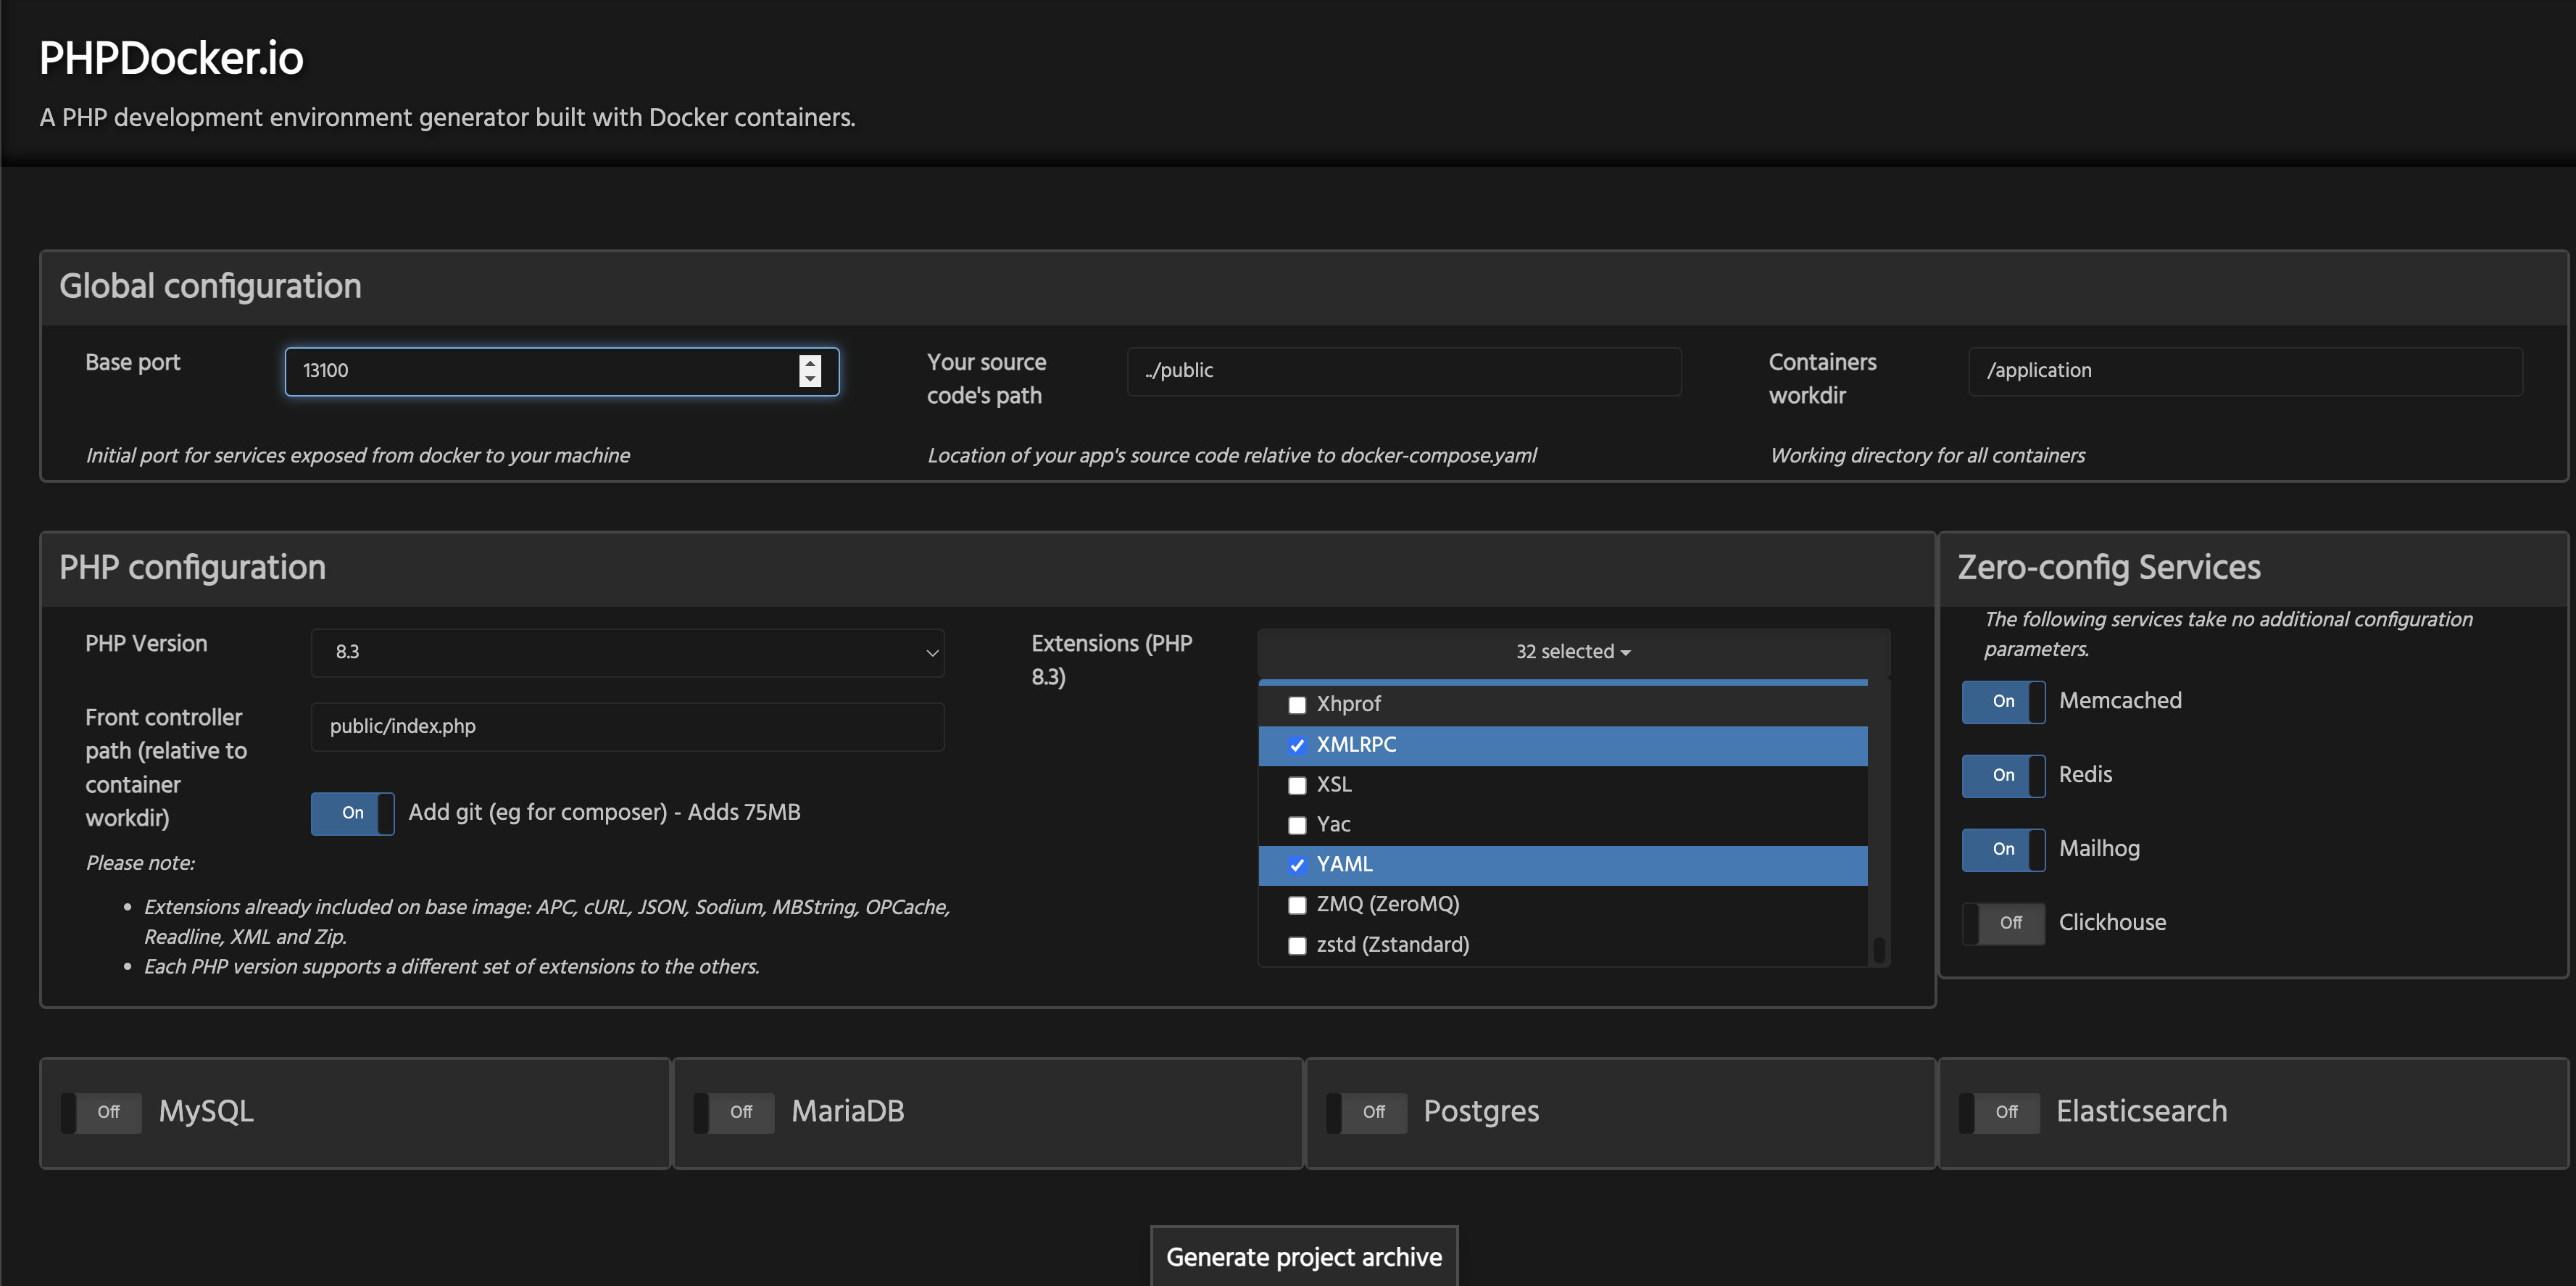 PHPDocker.io
A PHP development environment generator built with Docker containers.
Global configuration
Base port
13100
Initial port for services exposed from docker to your machine
Your source
code's path
../public
Location of your app's source code relative to docker-compose.yaml
Containers
workdir
/application
Working directory for all containers
PHP configuration
PHP Version
8.3
Front controller
path (relative to
container
workdir)
public/index.php
On
Add git (eg for composer) - Adds 75MB
Please note:
Extensions already included on base image: APC, cURL, JSON, Sodium, MBString, OPCache,
Readline, XML and Zip.
Each PHP version supports a different set of extensions to the others.
Extensions (PHP
8.3)
32 selected
Xhprof
XMLRPC
XSL
Yac
YAML
ZMQ (ZeroMQ)
zstd (Zstandard)
Zero-config Services
The following services take no additional configuration
parameters.
On Memcached
On Redis
On Mailhog
Off Clickhouse
Off MySQL
Off MariaDB
Off Postgres
Off Elasticsearch
Generate project archive